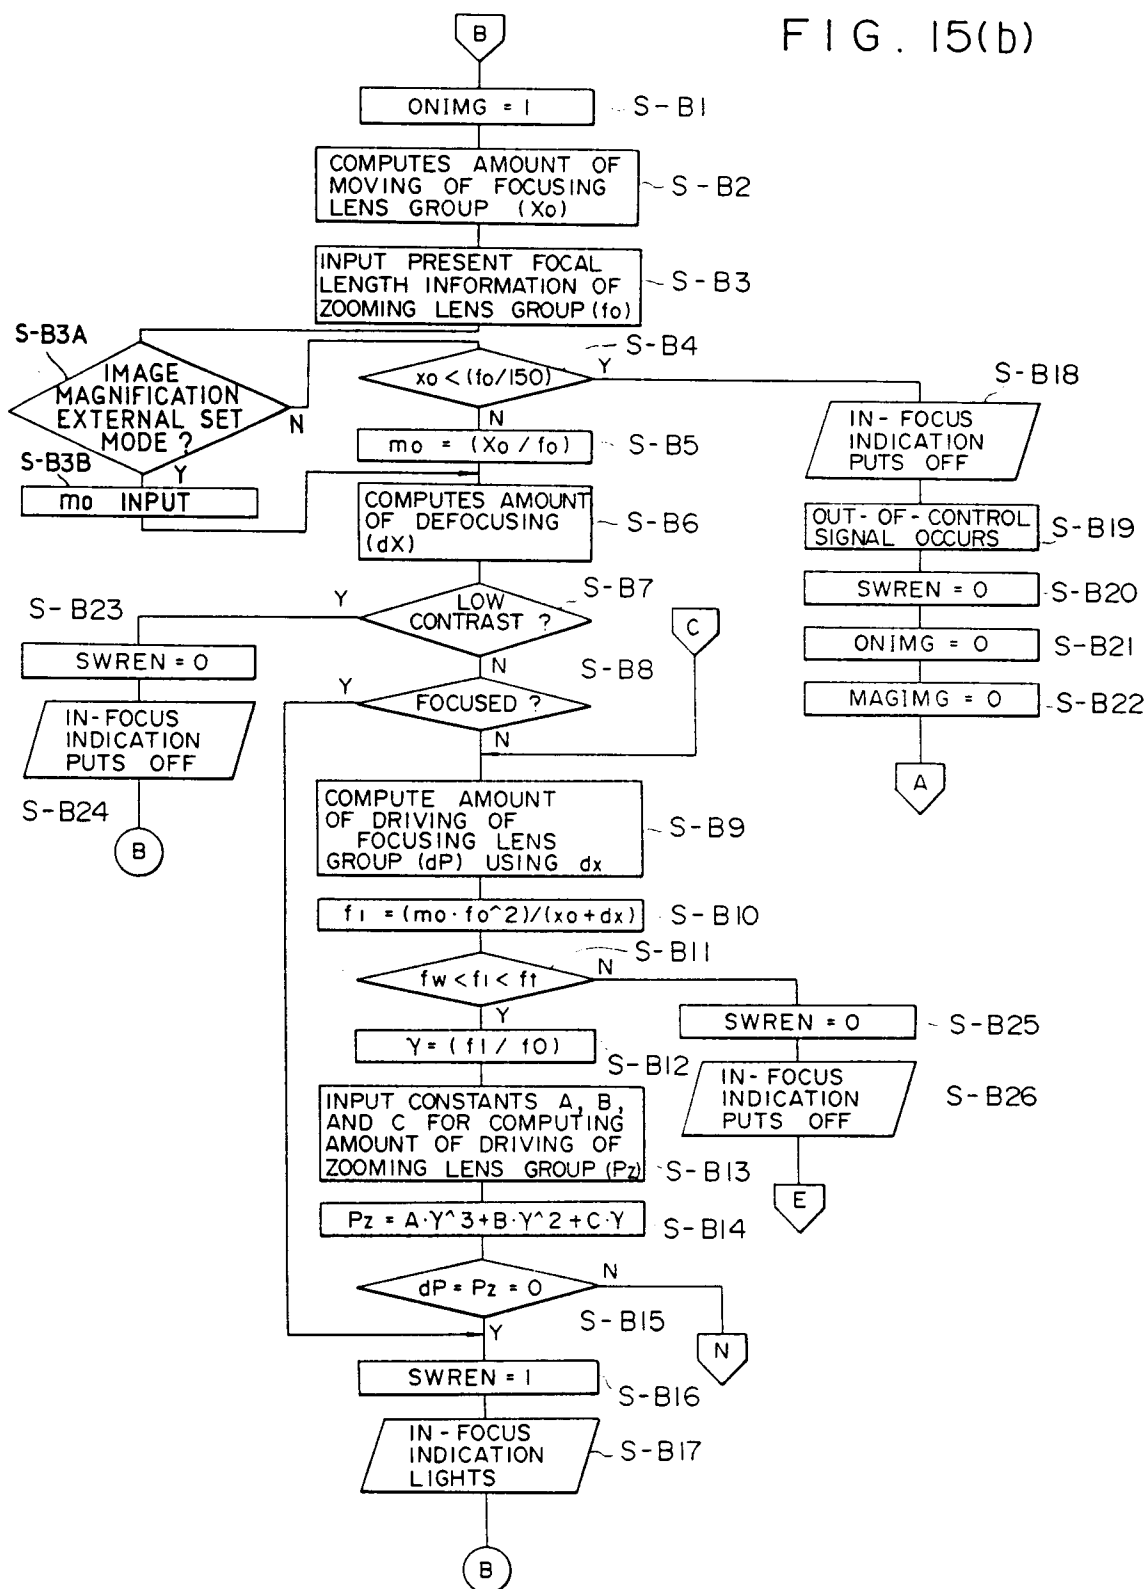 FIG. 15(b)
B
ONIMG = 1
S-B1
COMPUTES AMOUNT OF
MOVING OF FOCUSING
LENS GROUP (Xo)
S-B2
INPUT PRESENT FOCAL
LENGTH INFORMATION OF
ZOOMING LENS GROUP (fo)
S-B3
S-B3A
IMAGE
MAGNIFICATION
EXTERNAL SET
MODE ?
N
Y
S-B3B
mo INPUT
S-B4
xo < (fo/150)
Y
N
mo = (Xo / fo)
S-B5
COMPUTES AMOUNT
OF DEFOCUSING
(dX)
S-B6
S-B18
IN-FOCUS
INDICATION
PUTS OFF
OUT-OF-CONTROL
SIGNAL OCCURS
S-B19
SWREN = 0
S-B20
ONIMG = 0
S-B21
MAGIMG = 0
S-B22
A
S-B7
LOW
CONTRAST ?
Y
N
S-B23
SWREN = 0
IN-FOCUS
INDICATION
PUTS OFF
S-B24
B
S-B8
FOCUSED ?
Y
N
C
COMPUTE AMOUNT
OF DRIVING OF
FOCUSING LENS
GROUP (dP) USING dx
S-B9
f1 = (mo·fo^2)/(xo+dx)
S-B10
S-B11
fw < f1 < ft
N
Y
SWREN = 0
S-B25
IN-FOCUS
INDICATION
PUTS OFF
S-B26
E
γ = (f1 / f0)
S-B12
INPUT CONSTANTS A, B,
AND C FOR COMPUTING
AMOUNT OF DRIVING OF
ZOOMING LENS GROUP (Pz)
S-B13
Pz = A·γ^3+B·γ^2+C·γ
S-B14
dP = Pz = 0
N
S-B15
Y
N
SWREN = 1
S-B16
IN-FOCUS
INDICATION
LIGHTS
S-B17
B